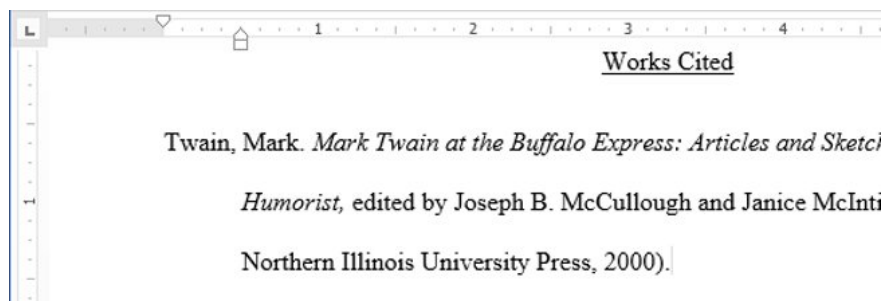 L 1 2 3 4
Works Cited
Twain, Mark. Mark Twain at the Buffalo Express: Articles and
Humorist, edited by Joseph B. McCullough and Janice
Northern Illinois University Press, 2000).
1